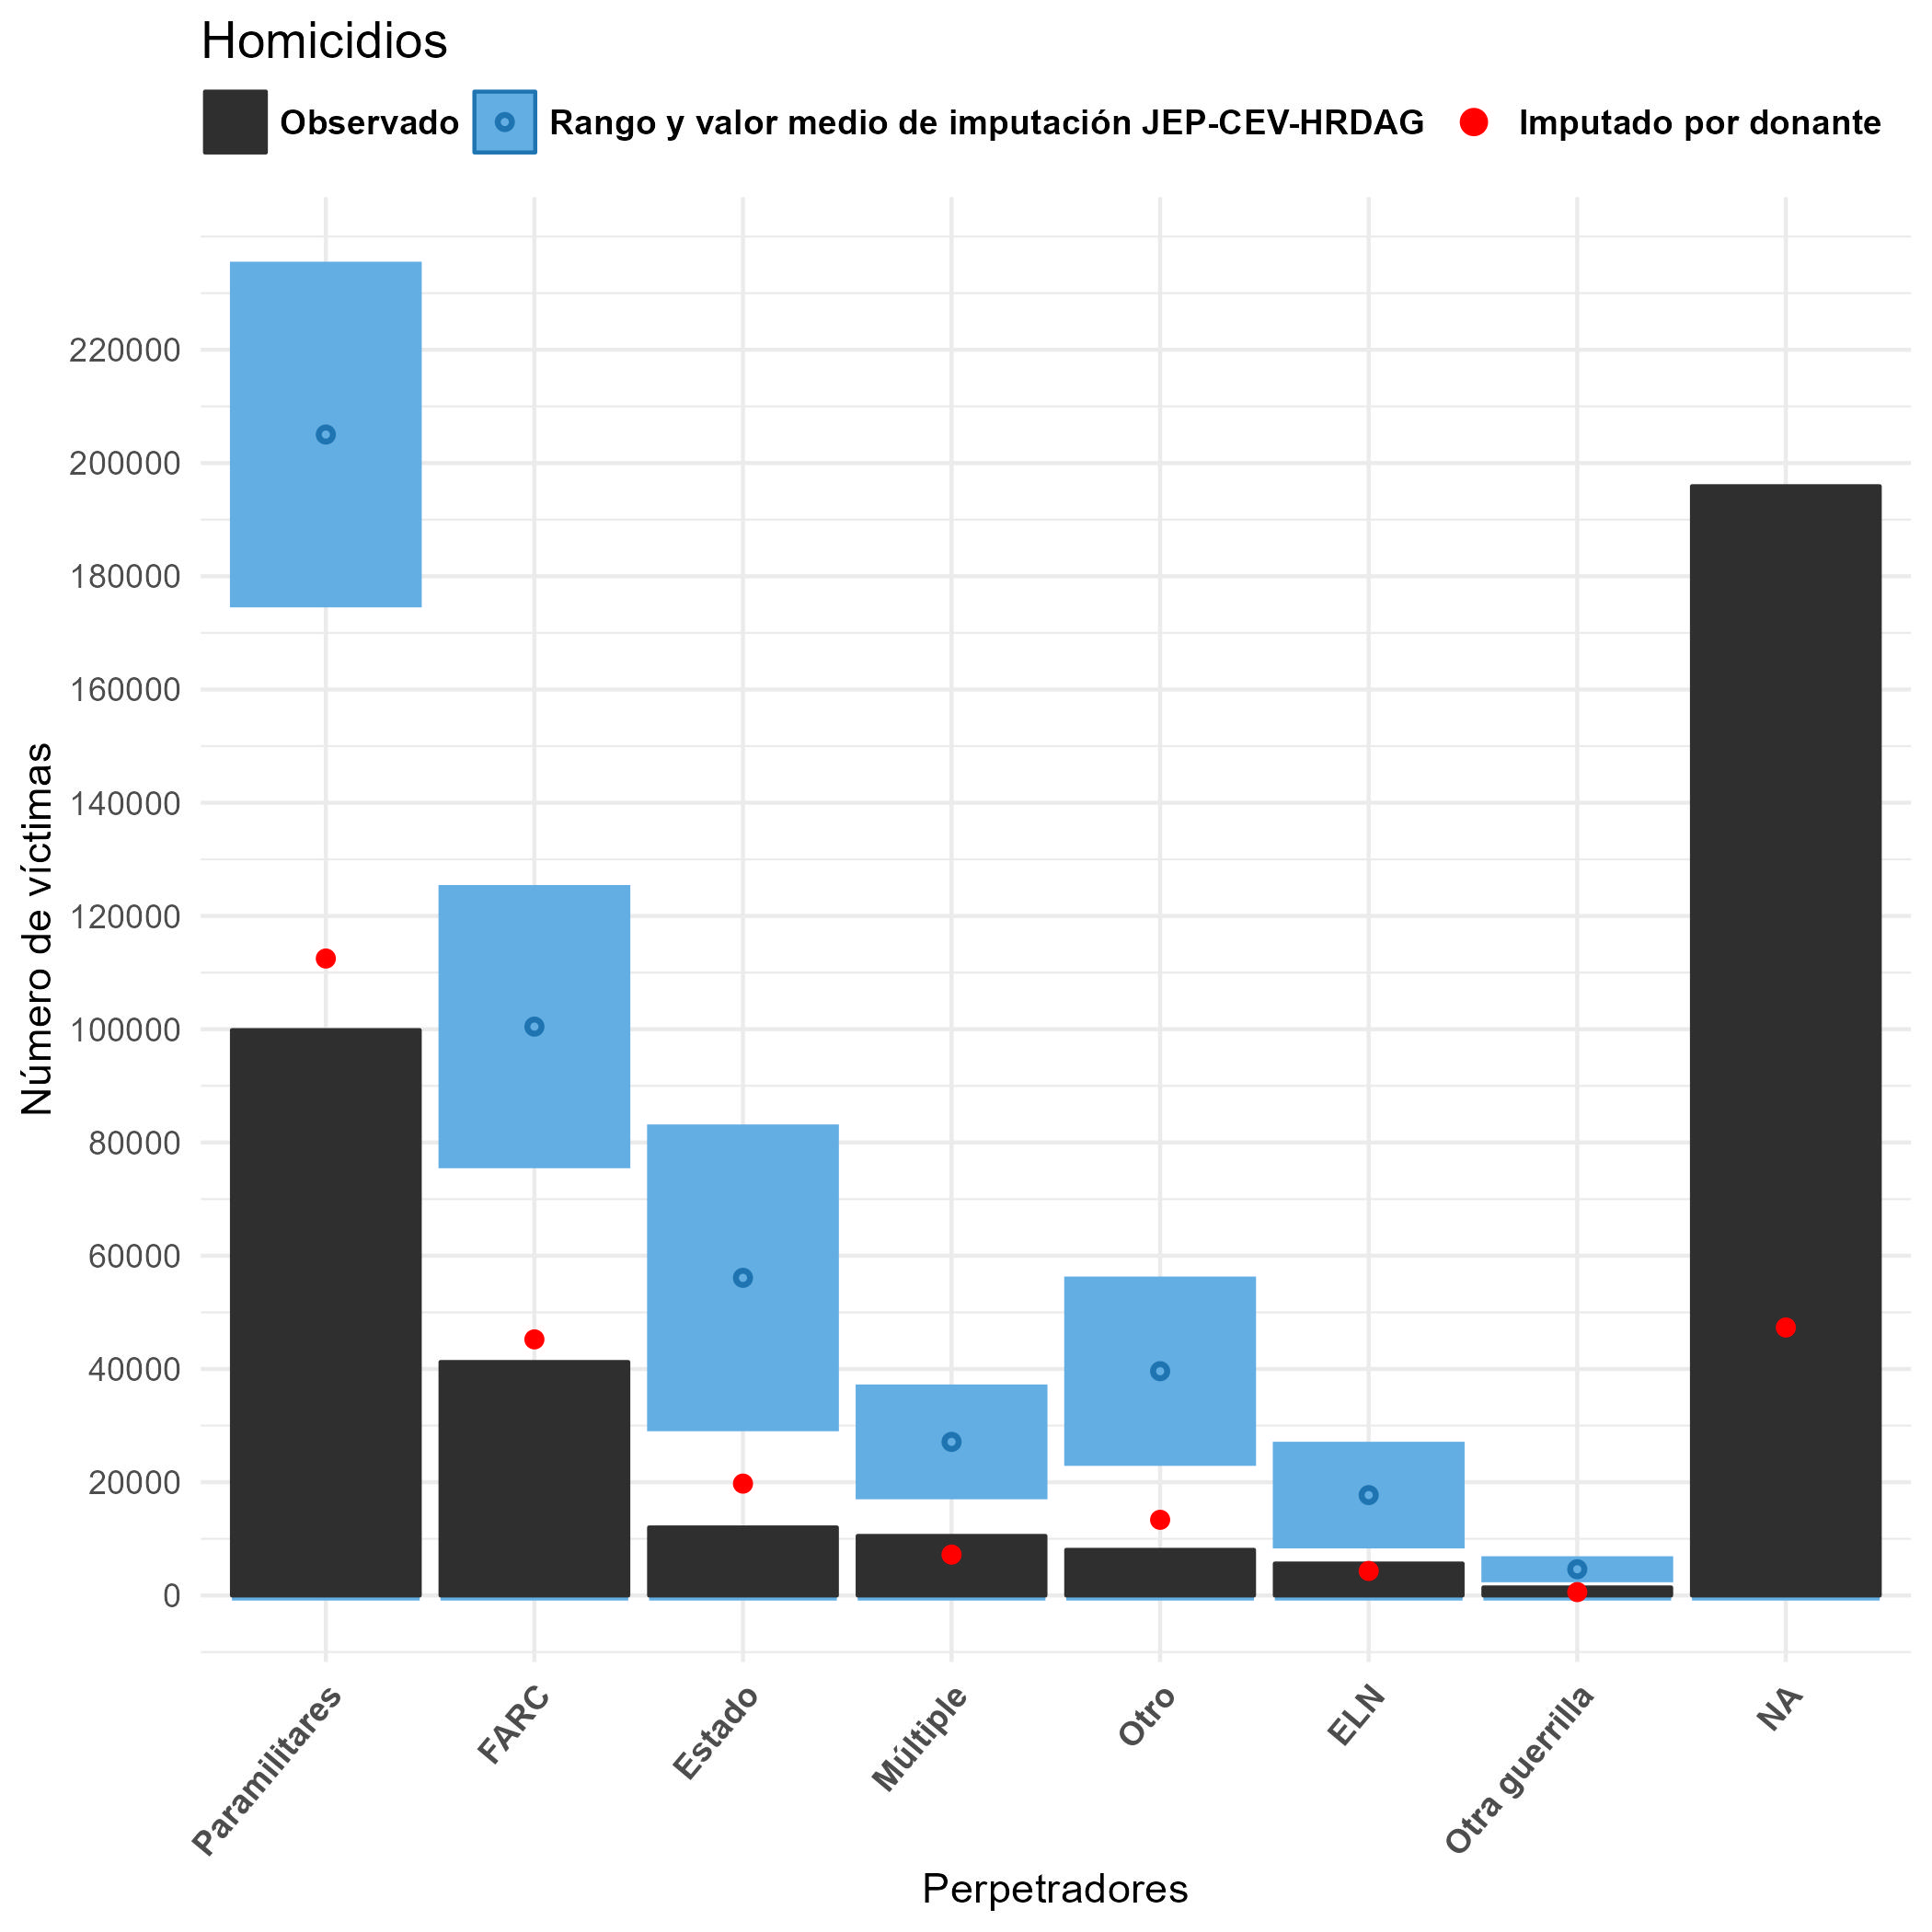 Homicidios
Observado Rango y valor medio de imputación JEP-CEV-HRDAG Imputado por donante
Número de víctimas
220000
200000
180000
160000
140000
120000
100000
80000
60000
40000
20000
0
Paramilitares FARC Estado Múltiple Otro ELN Otra guerrilla NA
Perpetradores